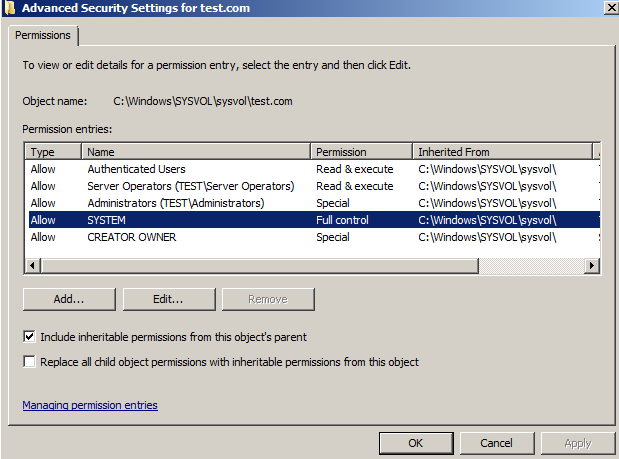 Advanced Security Settings for test.com
Permissions
To view or edit details for a permission entry, select the entry and then click Edit.
Object name: C:\Windows\SYSVOL\sysvol\test.com
Permission entries:
Type Name Permission Inherited From
Allow Authenticated Users Read & execute C:\Windows\SYSVOL\sysvol\
Allow Server Operators (TEST\Server Operators) Read & execute C:\Windows\SYSVOL\sysvol\
Allow Administrators (TEST\Administrators) Special C:\Windows\SYSVOL\sysvol\
Allow SYSTEM Full control C:\Windows\SYSVOL\sysvol\
Allow CREATOR OWNER Special C:\Windows\SYSVOL\sysvol\
Add... Edit... Remove
Include inheritable permissions from this object's parent
Replace all child object permissions with inheritable permissions from this object
Managing permission entries
OK Cancel Apply